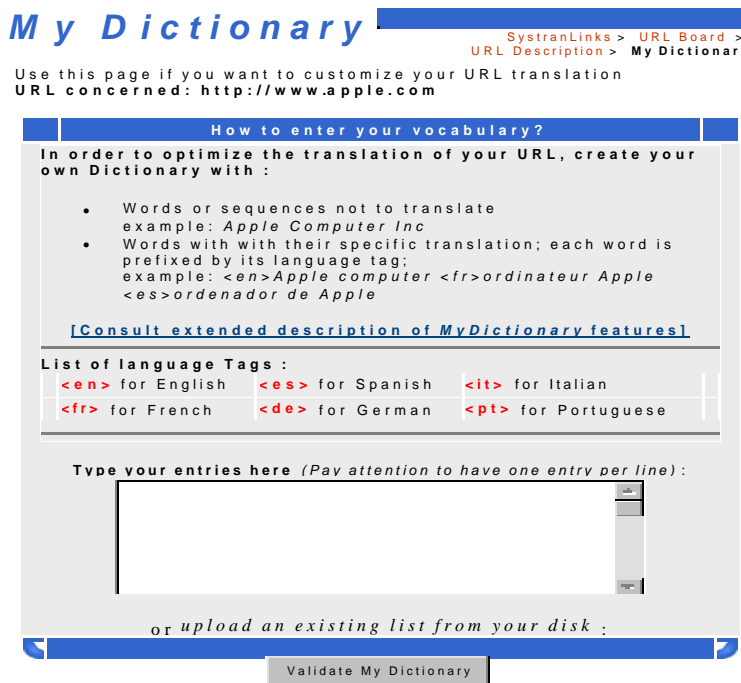 My Dictionary
SystranLinks > URL Board >
URL Description > My Dictionar
Use this page if you want to customize your URL translation
URL concerned: http://www.apple.com
How to enter your vocabulary?
In order to optimize the translation of your URL, create your
own Dictionary with :
• Words or sequences not to translate
example: Apple Computer Inc
• Words with with their specific translation; each word is
prefixed by its language tag;
example: <en>Apple computer <fr>ordinateur Apple
<es>ordenador de Apple
[Consult extended description of MyDictionary features]
List of language Tags :
<en> for English <es> for Spanish <it> for Italian
<fr> for French <de> for German <pt> for Portuguese
Type your entries here (Pay attention to have one entry per line) :
or upload an existing list from your disk :
Validate My Dictionary